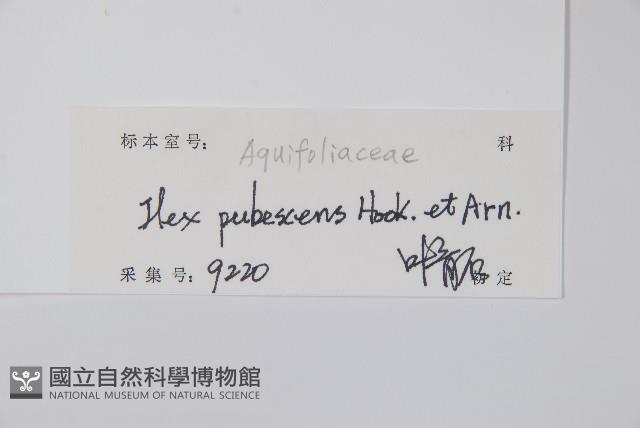 标本室号: Aquifoliaceae 科
Ilex pubescens Hook. et Arn.
采集号: 9220 定
國立自然科學博物館
NATIONAL MUSEUM OF NATURAL SCIENCE